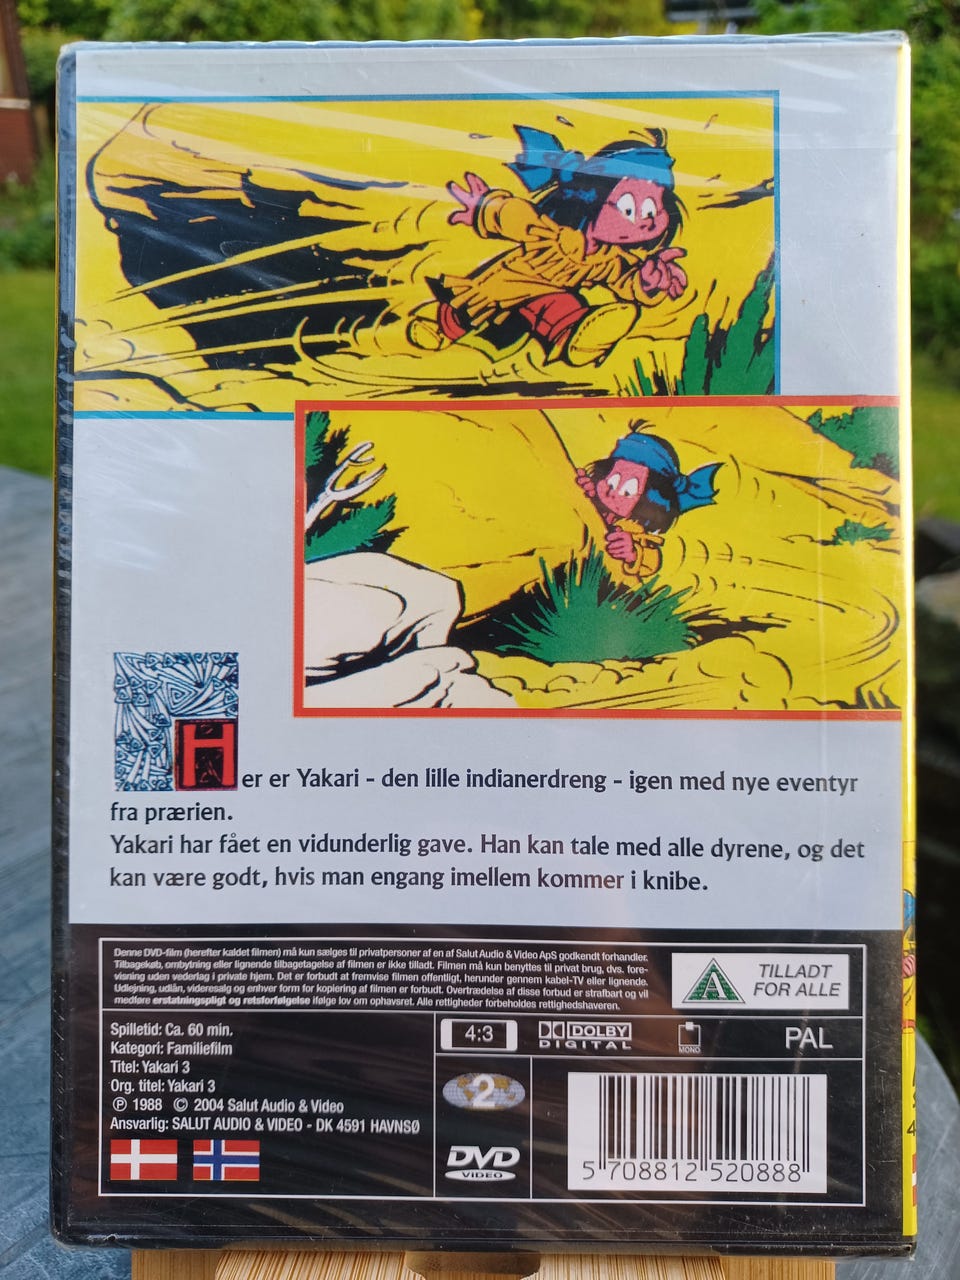 Her er Yakari - den lille indianerdreng - igen med nye eventyr
fra prærien.
Yakari har fået en vidunderlig gave. Han kan tale med alle dyrene, og det
kan være godt, hvis man engang imellem kommer i knibe.
Denne DVD-film (herefter kaldet filmen) må kun sælges til privatpersoner af en af Salut Audio & Video ApS godkendt forhandler.
Tilbagekøb, ombytning eller lignende tilbagetagelse af filmen er ikke tilladt. Filmen må kun benyttes til privat brug, dvs. fore-
visning uden vederlag i private hjem. Det er forbudt at fremvise filmen offentligt, herunder gennem kabel-TV eller lignende.
Udlejning, udlån, videresalg og enhver form for kopiering af filmen er forbudt. Overtrædelse af disse forbud er strafbart og vil
medføre erstatningspligt og retsforfølgelse ifølge lov om ophavsret. Alle rettigheder forbeholdes rettighedshaveren.
A TILLADT
FOR ALLE
Spilletid: Ca. 60 min.
Kategori: Familiefilm
Titel: Yakari 3
Org. titel: Yakari 3
Ⓟ 1988 © 2004 Salut Audio & Video
Ansvarlig: SALUT AUDIO & VIDEO - DK 4591 HAVNSØ
4:3
DOLBY
DIGITAL
MONO
PAL
2
DVD
VIDEO
5 708812 520888